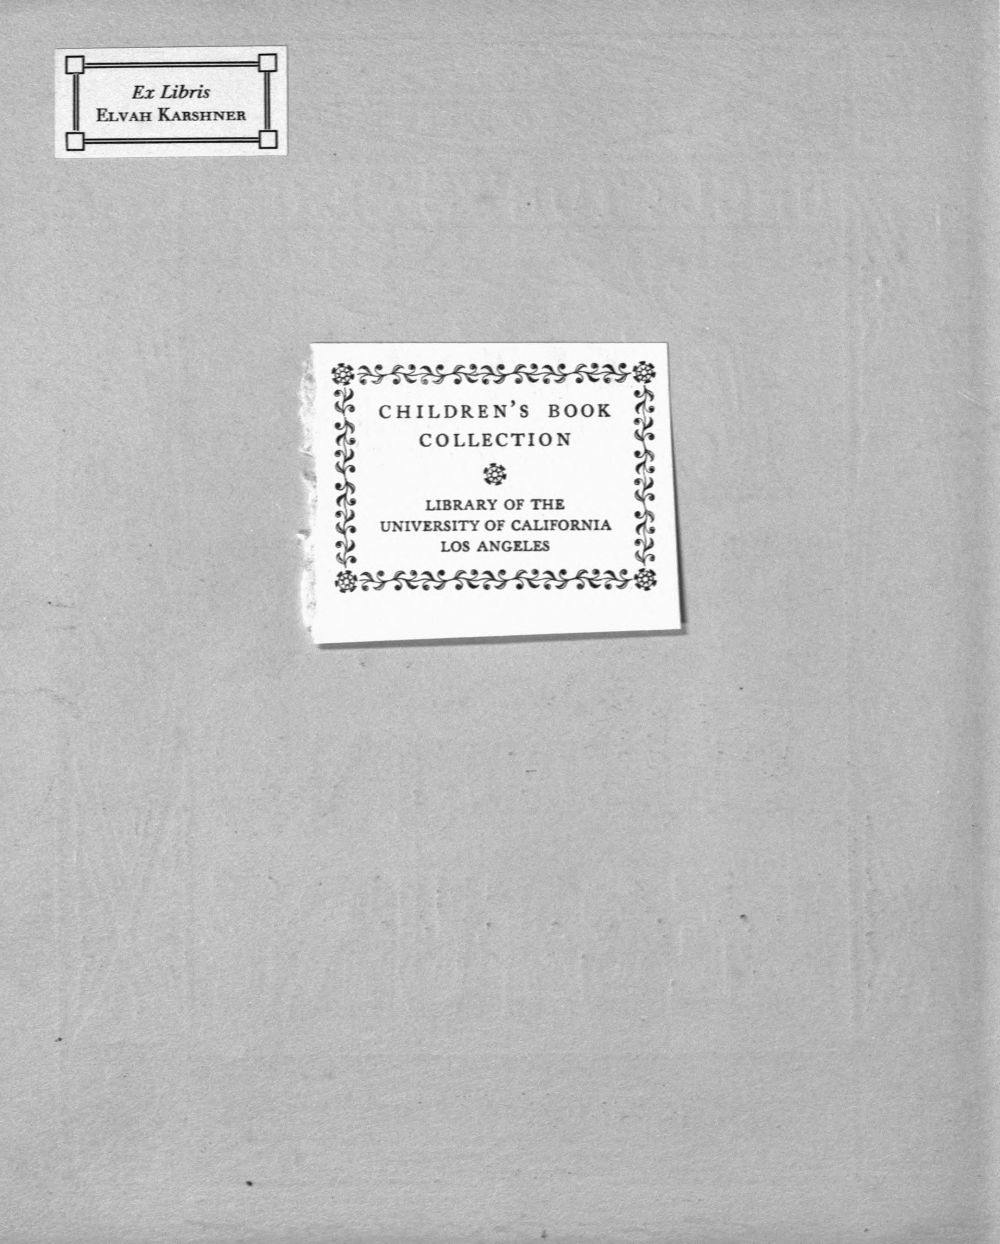 Ex Libris
ELVAH KARSHNER
CHILDREN'S BOOK
COLLECTION
LIBRARY OF THE
UNIVERSITY OF CALIFORNIA
LOS ANGELES